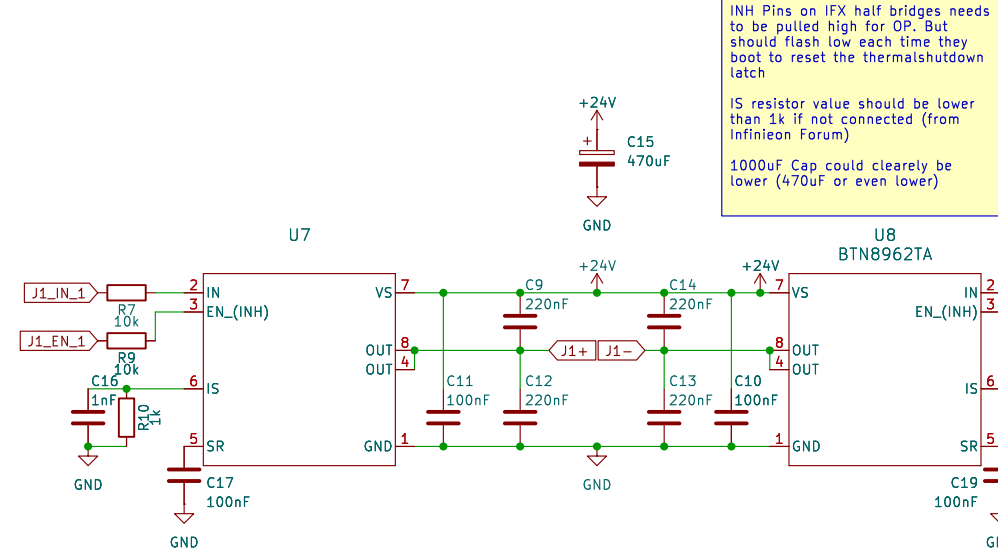 INH Pins on IFX half bridges needs
to be pulled high for OP. But
should flash low each time they
boot to reset the thermalshutdown
latch
IS resistor value should be lower
than 1k if not connected (from
Infinieon Forum)
1000uF Cap could clearely be
lower (470uF or even lower)
+24V
+
C15
470uF
GND
U7
U8
BTN8962TA
J1_IN_1
R7
10k
2
IN
3
EN_(INH)
J1_EN_1
R9
10k
C16
1nF
R10
1k
6
IS
5
SR
GND
C17
100nF
GND
VS
7
OUT
8
OUT
4
GND
1
C9
220nF
+24V
C14
220nF
+24V
J1+
J1-
C11
100nF
C12
220nF
C13
220nF
C10
100nF
GND
7
VS
8
OUT
4
OUT
1
GND
IN
2
EN_(INH)
3
IS
6
SR
5
C19
100nF